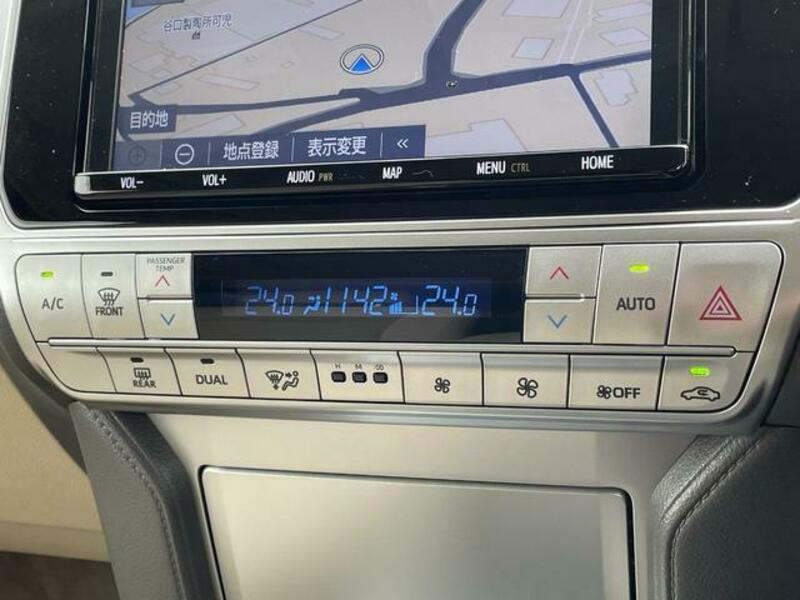 谷口製陶所可児
目的地
地点登録 表示変更 «
VOL− VOL+ AUDIO PWR MAP MENU CTRL HOME
A/C FRONT PASSENGER TEMP AUTO
24.0 1142 24.0
REAR DUAL H M OFF